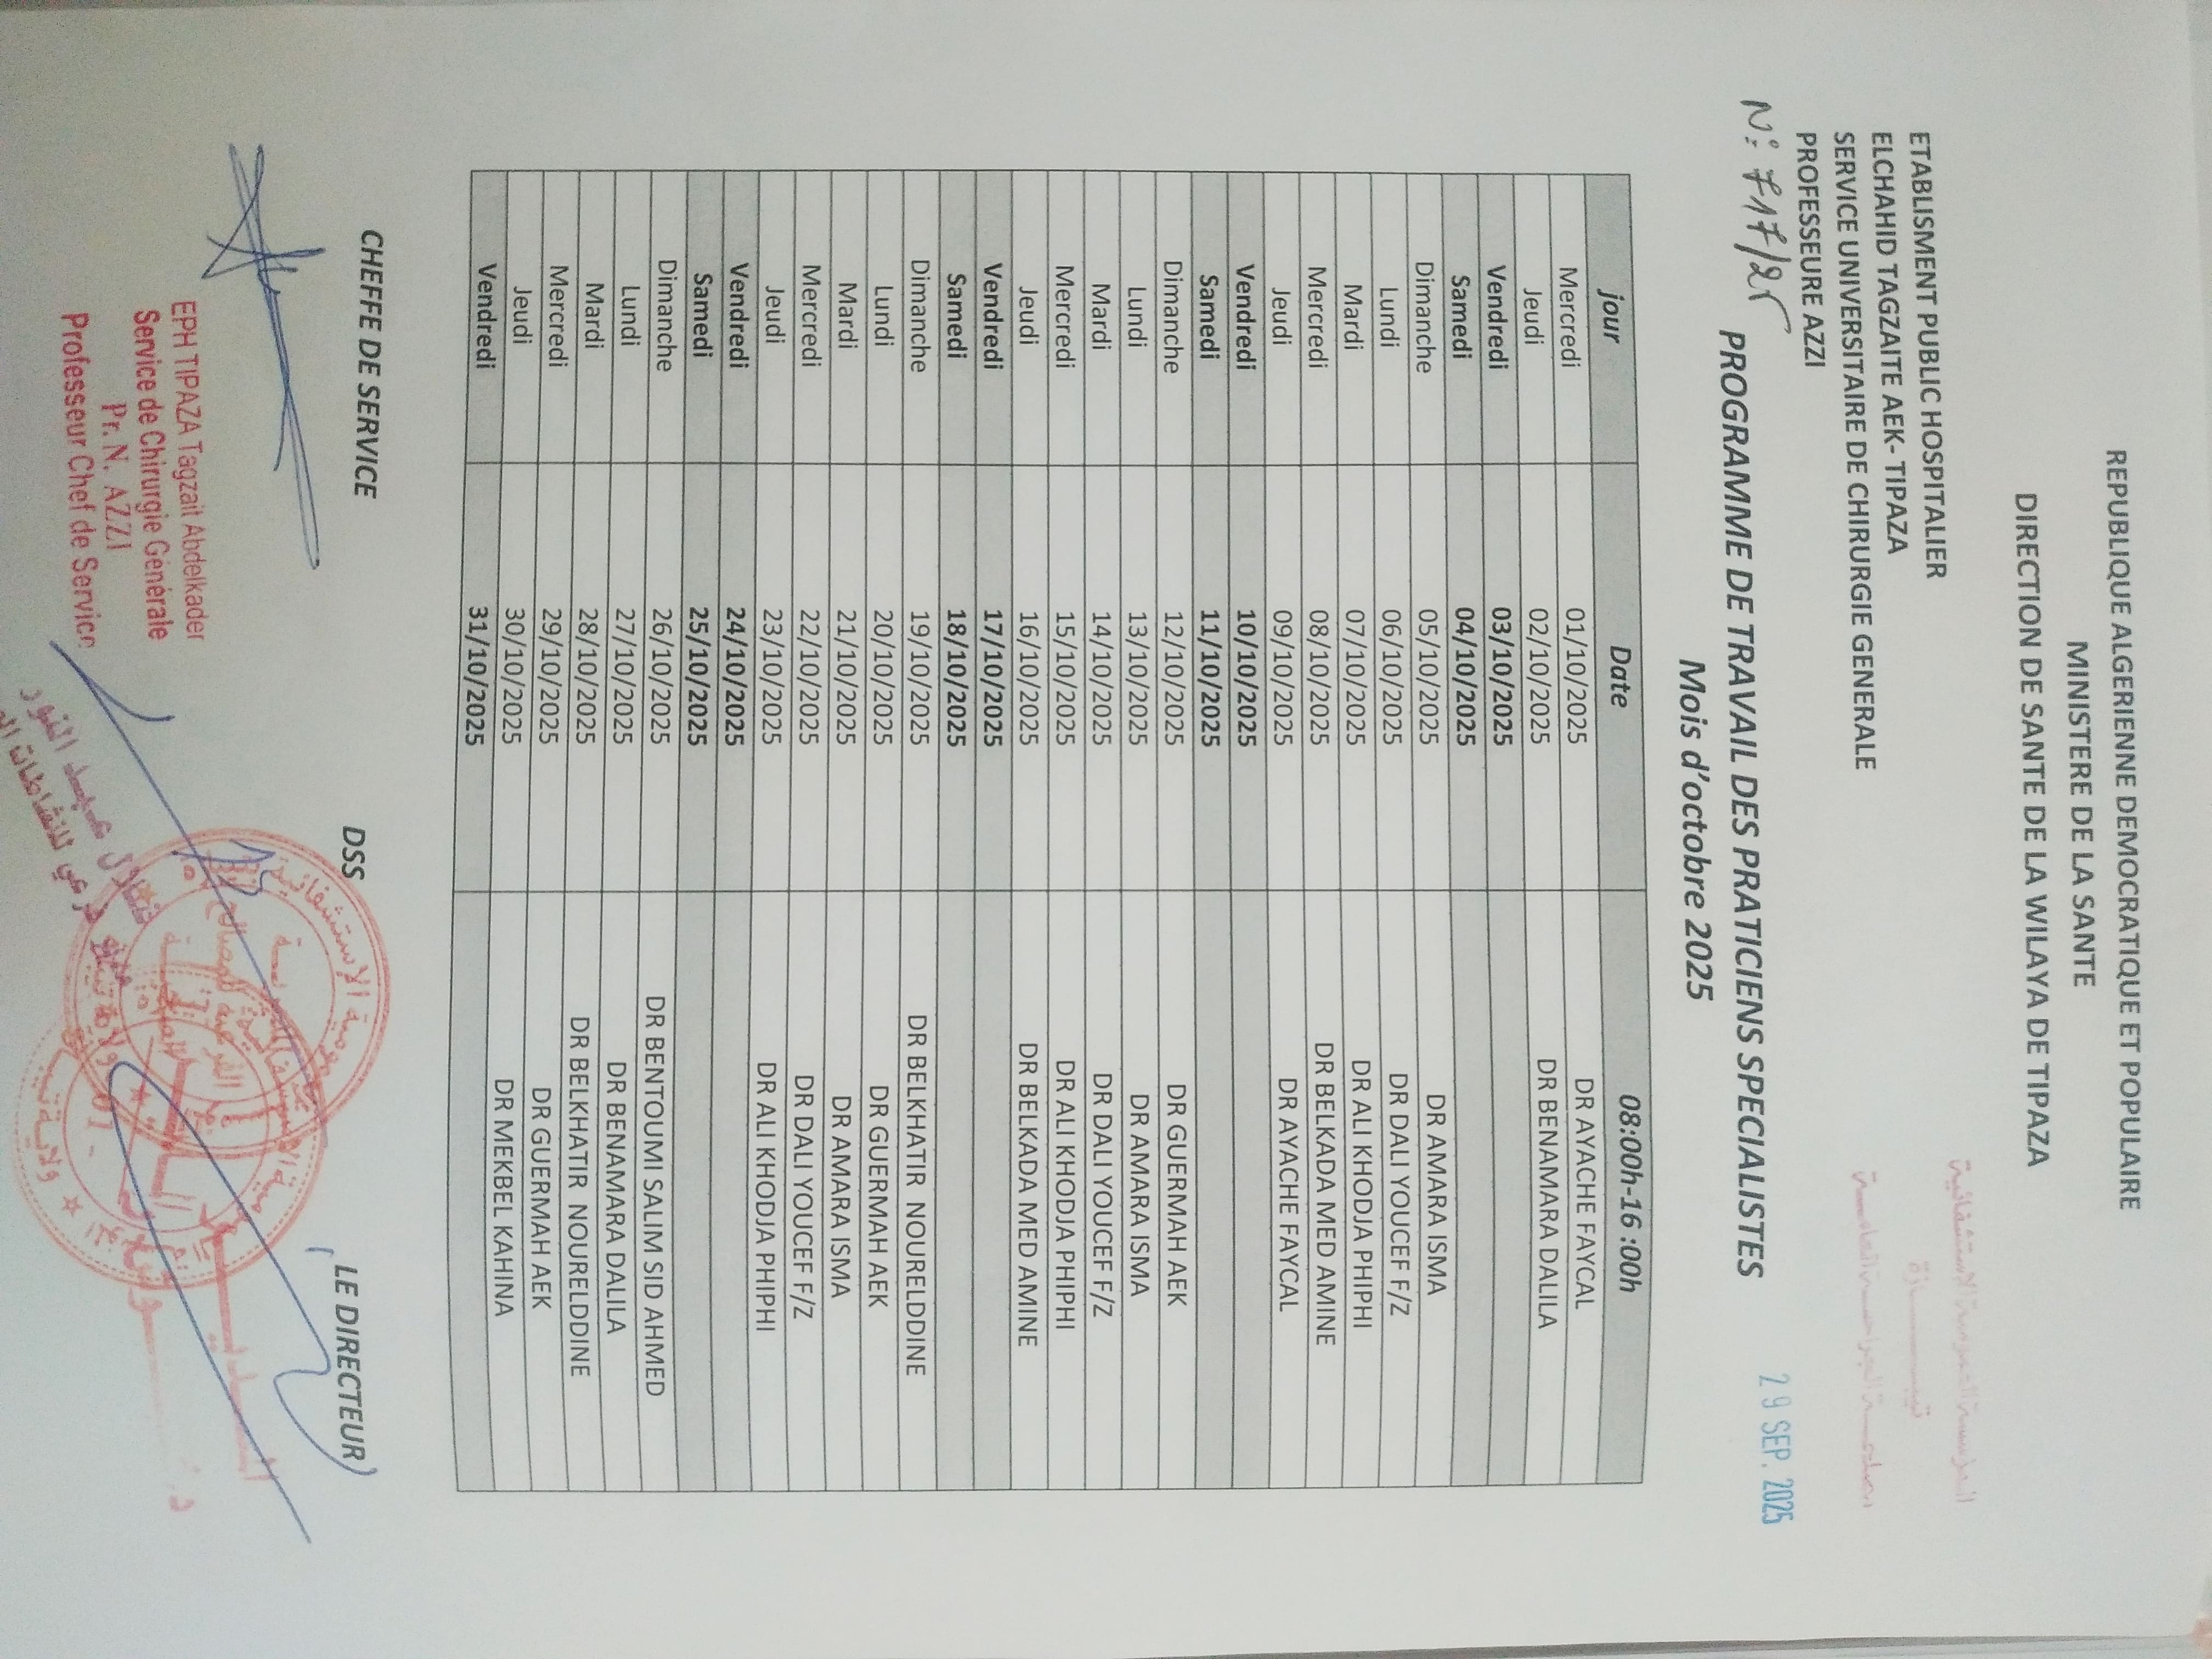 REPUBLIQUE ALGERIENNE DEMOCRATIQUE ET POPULAIRE
MINISTERE DE LA SANTE
DIRECTION DE SANTE DE LA WILAYA DE TIPAZA
المؤسسة العمومية الإستشفائية
تيبازة
مصلحة الجراحة العامة
ETABLISMENT PUBLIC HOSPITALIER
ELCHAHID TAGZAITE AEK- TIPAZA
SERVICE UNIVERSITAIRE DE CHIRURGIE GENERALE
PROFESSEURE AZZI
N°: 717/25
29 SEP. 2025
PROGRAMME DE TRAVAIL DES PRATICIENS SPECIALISTES
Mois d'octobre 2025
jour Date 08:00h-16 :00h
Mercredi 01/10/2025 DR AYACHE FAYCAL
Jeudi 02/10/2025 DR BENAMARA DALILA
Vendredi 03/10/2025
Samedi 04/10/2025
Dimanche 05/10/2025 DR AMARA ISMA
Lundi 06/10/2025 DR DALI YOUCEF F/Z
Mardi 07/10/2025 DR ALI KHODJA PHIPHI
Mercredi 08/10/2025 DR BELKADA MED AMINE
Jeudi 09/10/2025 DR AYACHE FAYCAL
Vendredi 10/10/2025
Samedi 11/10/2025
Dimanche 12/10/2025 DR GUERMAH AEK
Lundi 13/10/2025 DR AMARA ISMA
Mardi 14/10/2025 DR DALI YOUCEF F/Z
Mercredi 15/10/2025 DR ALI KHODJA PHIPHI
Jeudi 16/10/2025 DR BELKADA MED AMINE
Vendredi 17/10/2025
Samedi 18/10/2025
Dimanche 19/10/2025 DR BELKHATIR NOURELDDINE
Lundi 20/10/2025 DR GUERMAH AEK
Mardi 21/10/2025 DR AMARA ISMA
Mercredi 22/10/2025 DR DALI YOUCEF F/Z
Jeudi 23/10/2025 DR ALI KHODJA PHIPHI
Vendredi 24/10/2025
Samedi 25/10/2025
Dimanche 26/10/2025 DR BENTOUMI SALIM SID AHMED
Lundi 27/10/2025 DR BENAMARA DALILA
Mardi 28/10/2025 DR BELKHATIR NOURELDDINE
Mercredi 29/10/2025 DR GUERMAH AEK
Jeudi 30/10/2025 DR MEKBEL KAHINA
Vendredi 31/10/2025
CHEFFE DE SERVICE DSS LE DIRECTEUR
EPH TIPAZA Tagzait Abdelkader
Service de Chirurgie Générale
Pr. N. AZZI
Professeur Chef de Service
المديرية
الفرعية للمصالح
الصحية
المدير
عبد النور
فرعي للنشاطات
ولاية تيبازة